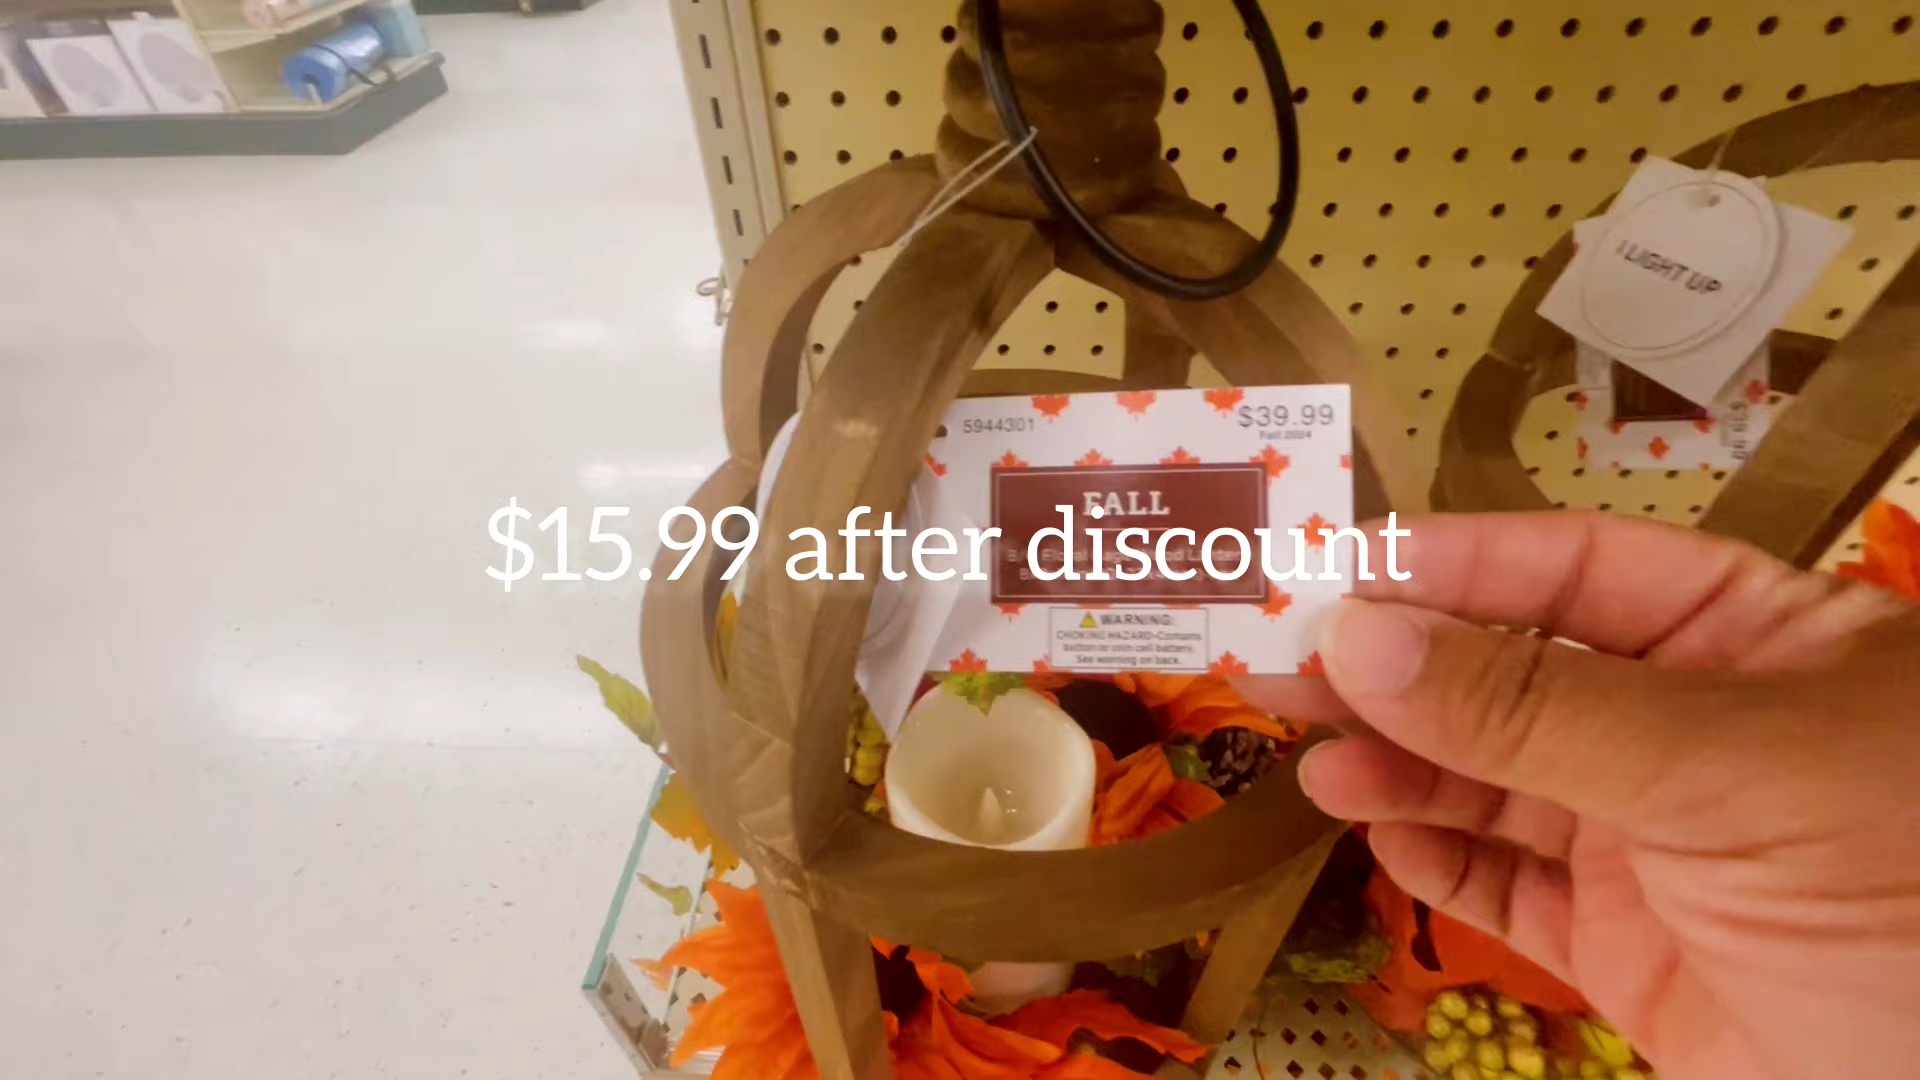 I LIGHT UP
5944301
$39.99
Fall 2024
FALL
$15.99 after discount
WARNING:
CHOKING HAZARD-Contains
button or coin cell battery.
See warning on back.